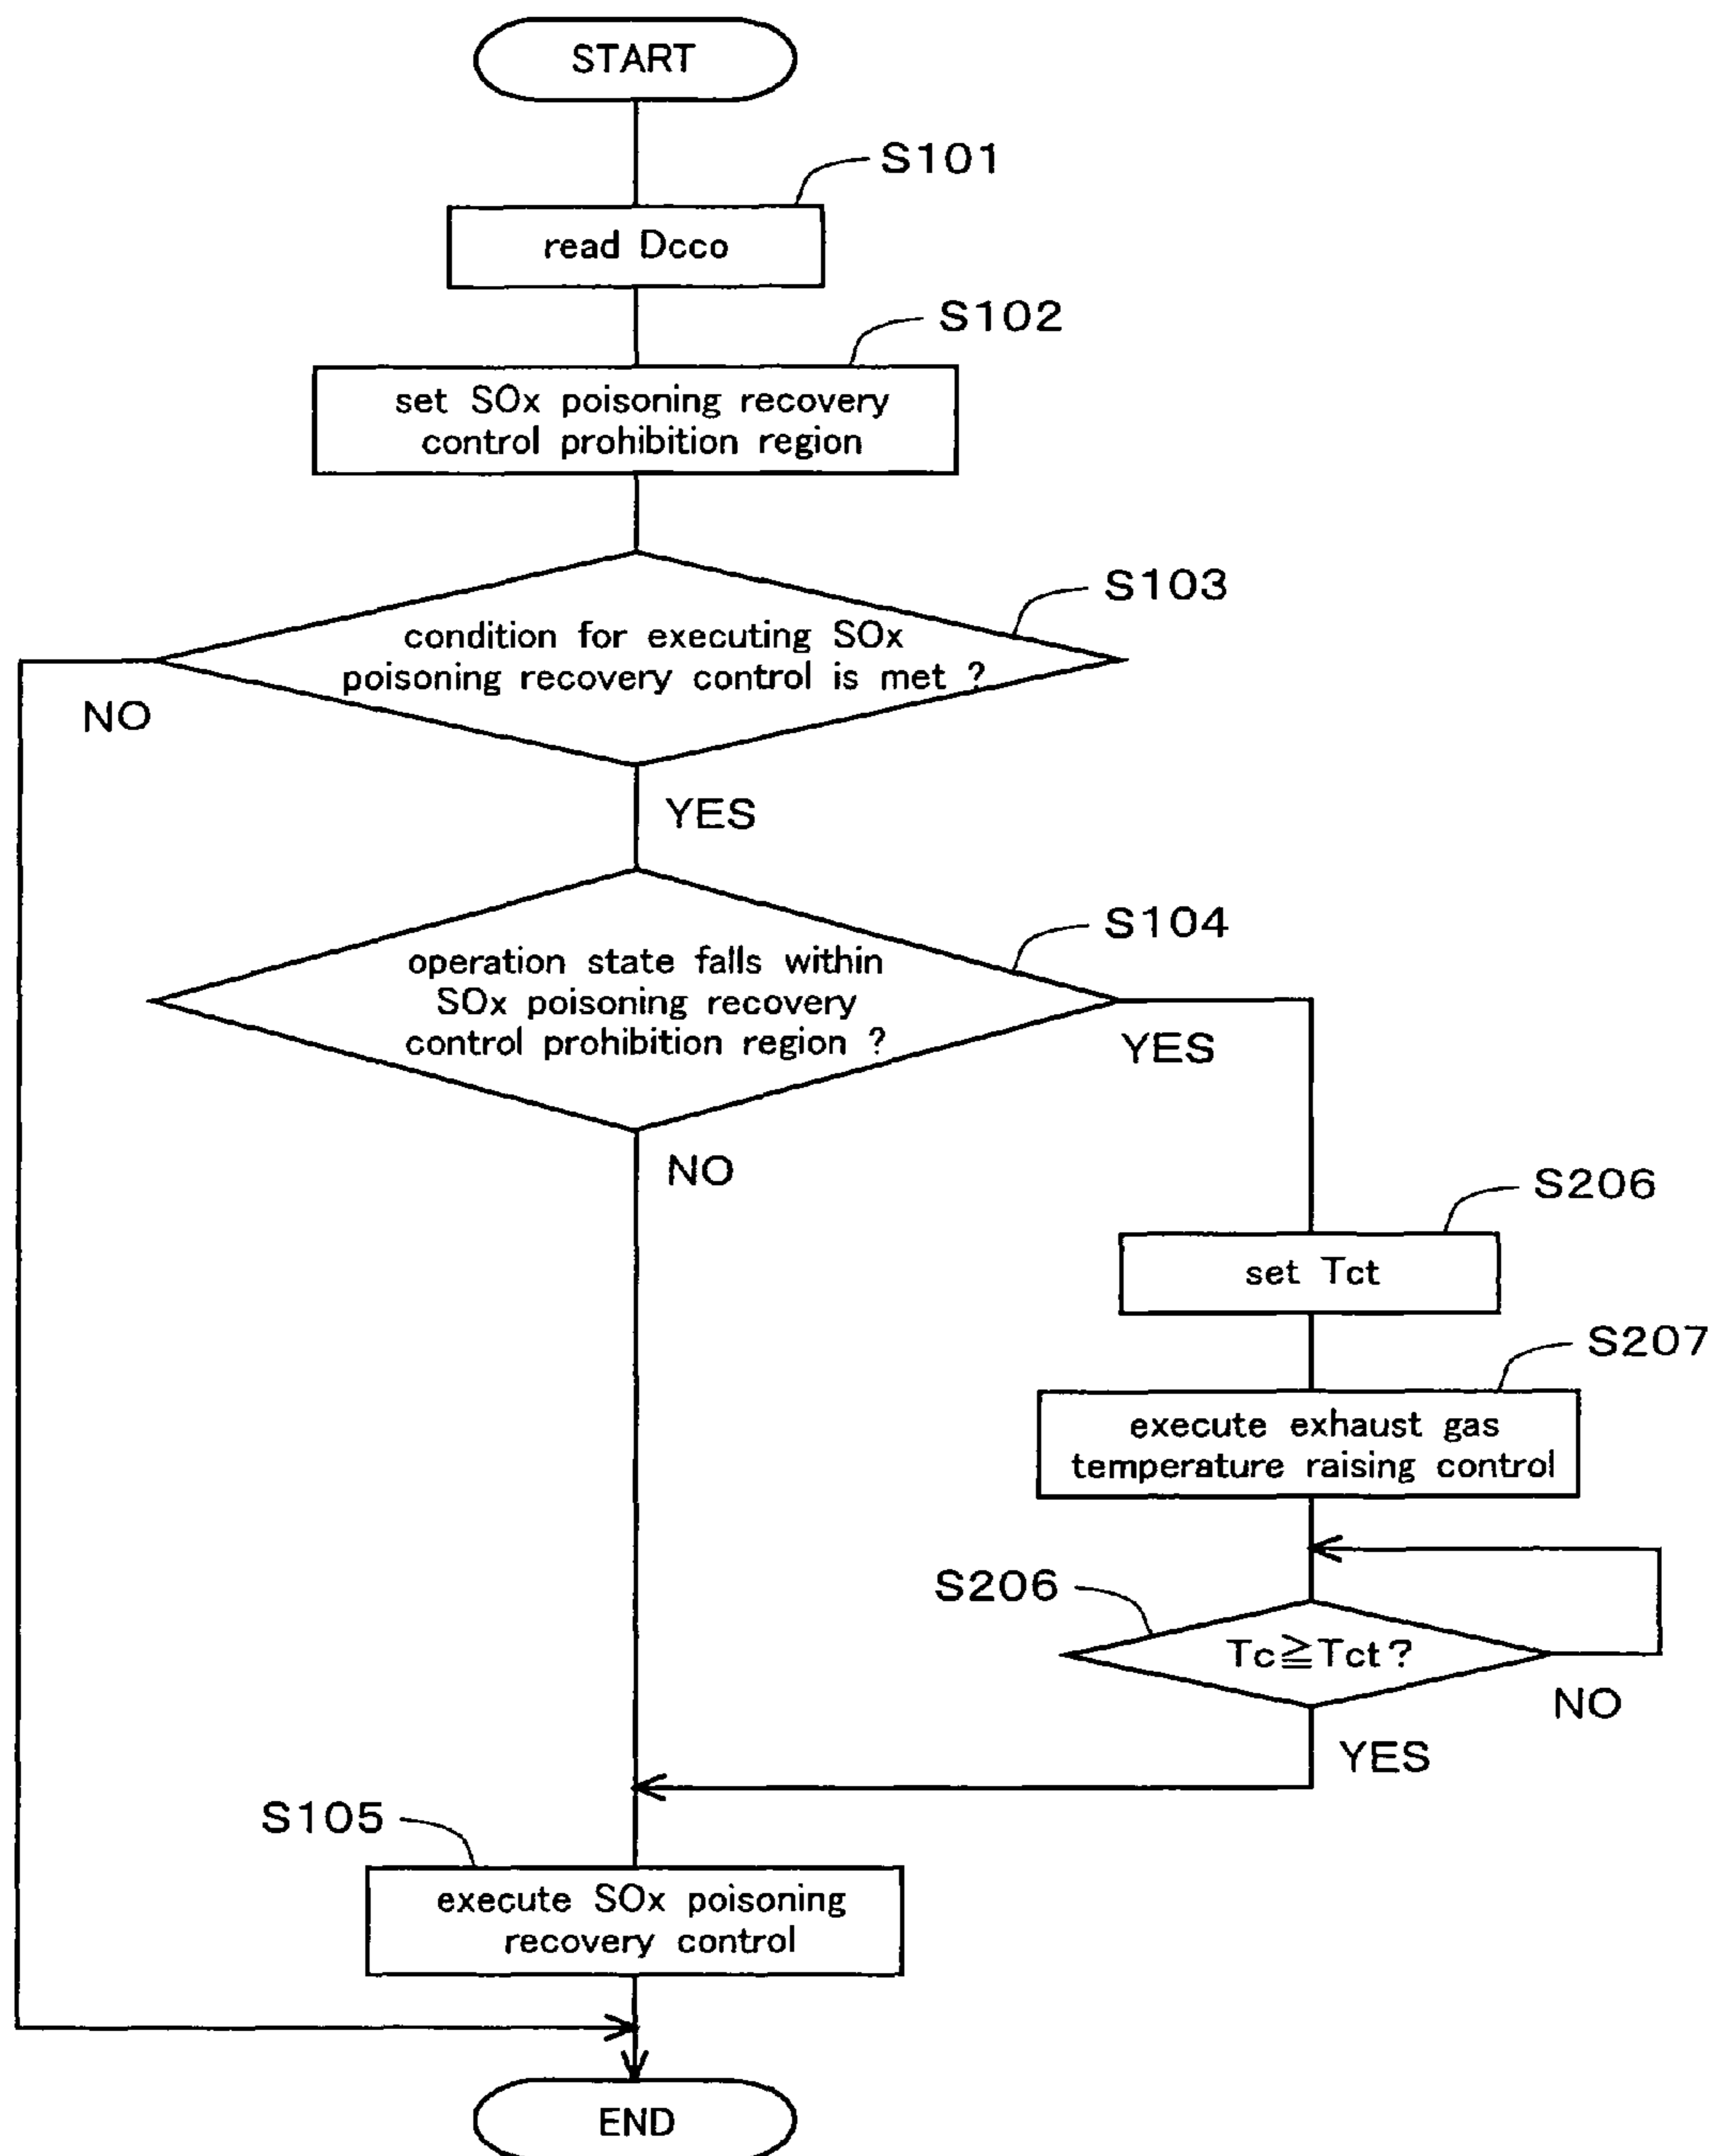 START
S101
read Dcco
S102
set SOx poisoning recovery
control prohibition region
S103
condition for executing SOx
poisoning recovery control is met ?
NO
YES
S104
operation state falls within
SOx poisoning recovery
control prohibition region ?
YES
NO
S206
set Tct
S207
execute exhaust gas
temperature raising control
S206
Tc≧Tct?
NO
YES
S105
execute SOx poisoning
recovery control
END